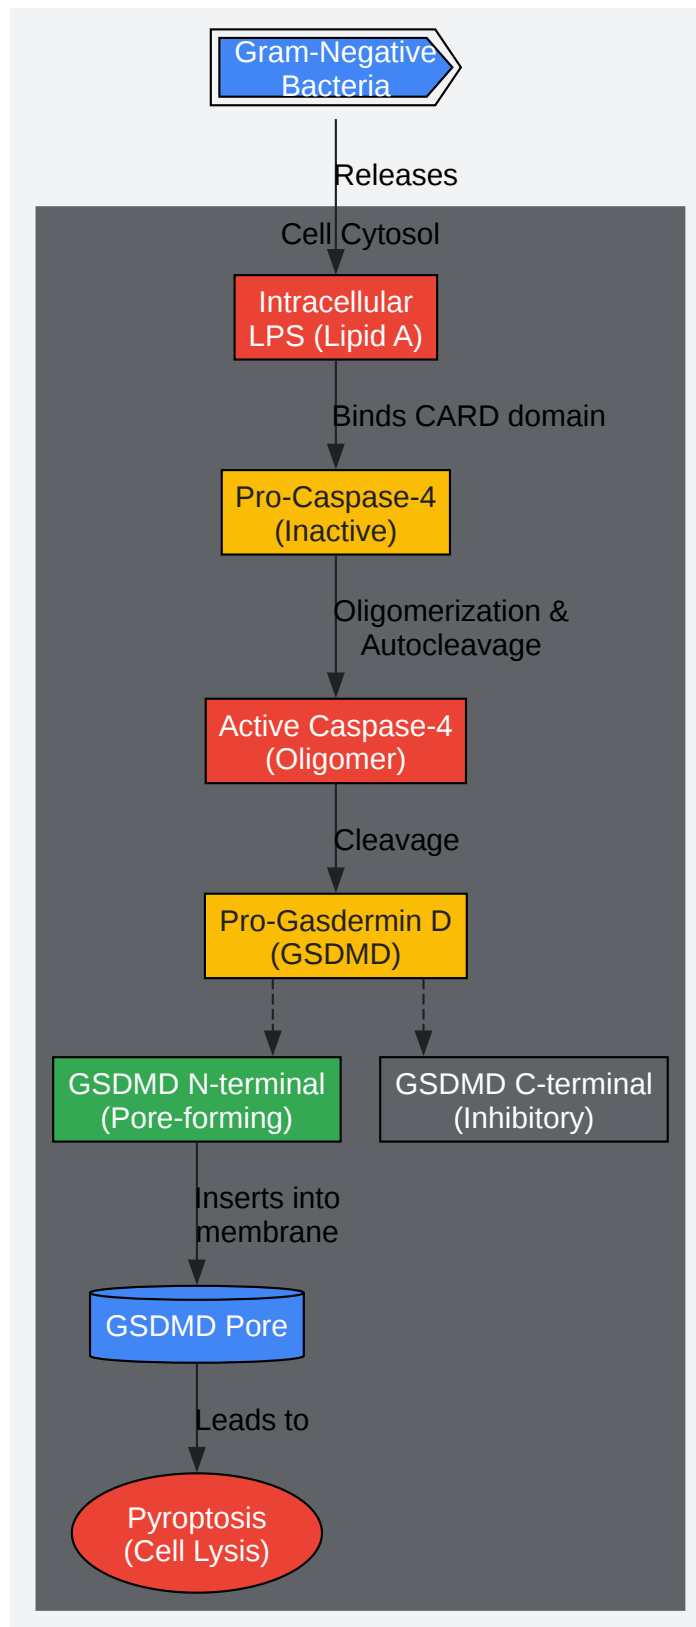 Gram-Negative
Bacteria
Releases
Cell Cytosol
Intracellular
LPS (Lipid A)
Binds CARD domain
Pro-Caspase-4
(Inactive)
Oligomerization &
Autocleavage
Active Caspase-4
(Oligomer)
Cleavage
Pro-Gasdermin D
(GSDMD)
GSDMD N-terminal
(Pore-forming)
GSDMD C-terminal
(Inhibitory)
Inserts into
membrane
GSDMD Pore
Leads to
Pyroptosis
(Cell Lysis)